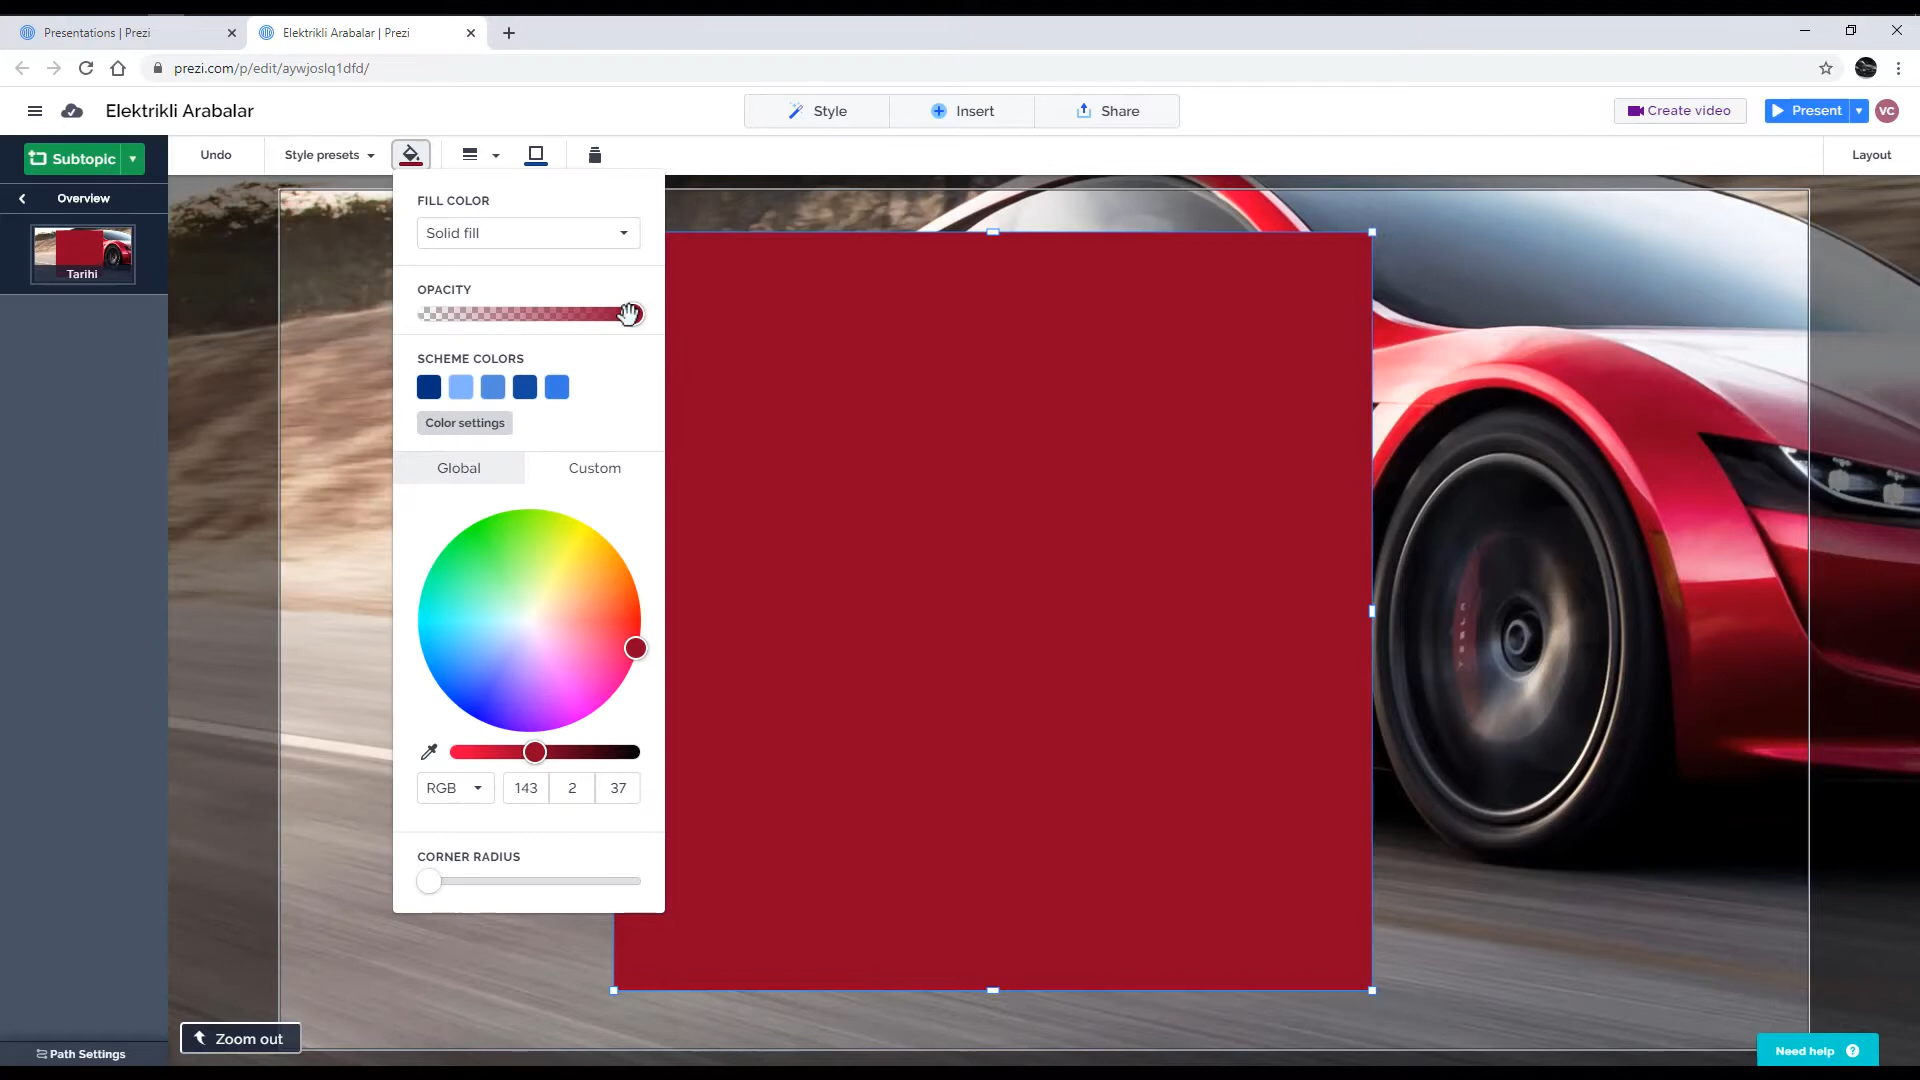 Presentations | Prezi
Elektrikli Arabalar | Prezi
prezi.com/p/edit/aywjoslq1dfd/
Elektrikli Arabalar
Style
Insert
Share
Create video
Present
VC
Subtopic
Undo
Style presets
Layout
Overview
Tarihi
FILL COLOR
Solid fill
OPACITY
SCHEME COLORS
Color settings
Global
Custom
RGB
143
2
37
CORNER RADIUS
TESLA
Zoom out
Path Settings
Need help ?